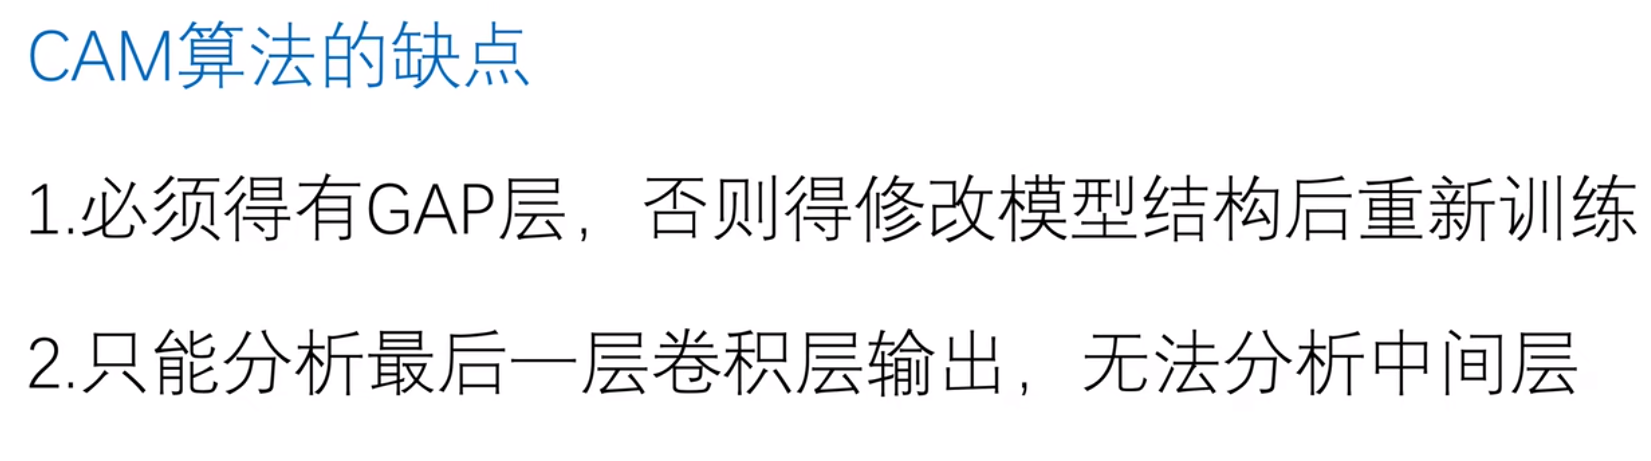 CAM算法的缺点
1.必须得有GAP层，否则得修改模型结构后重新训练
2.只能分析最后一层卷积层输出，无法分析中间层